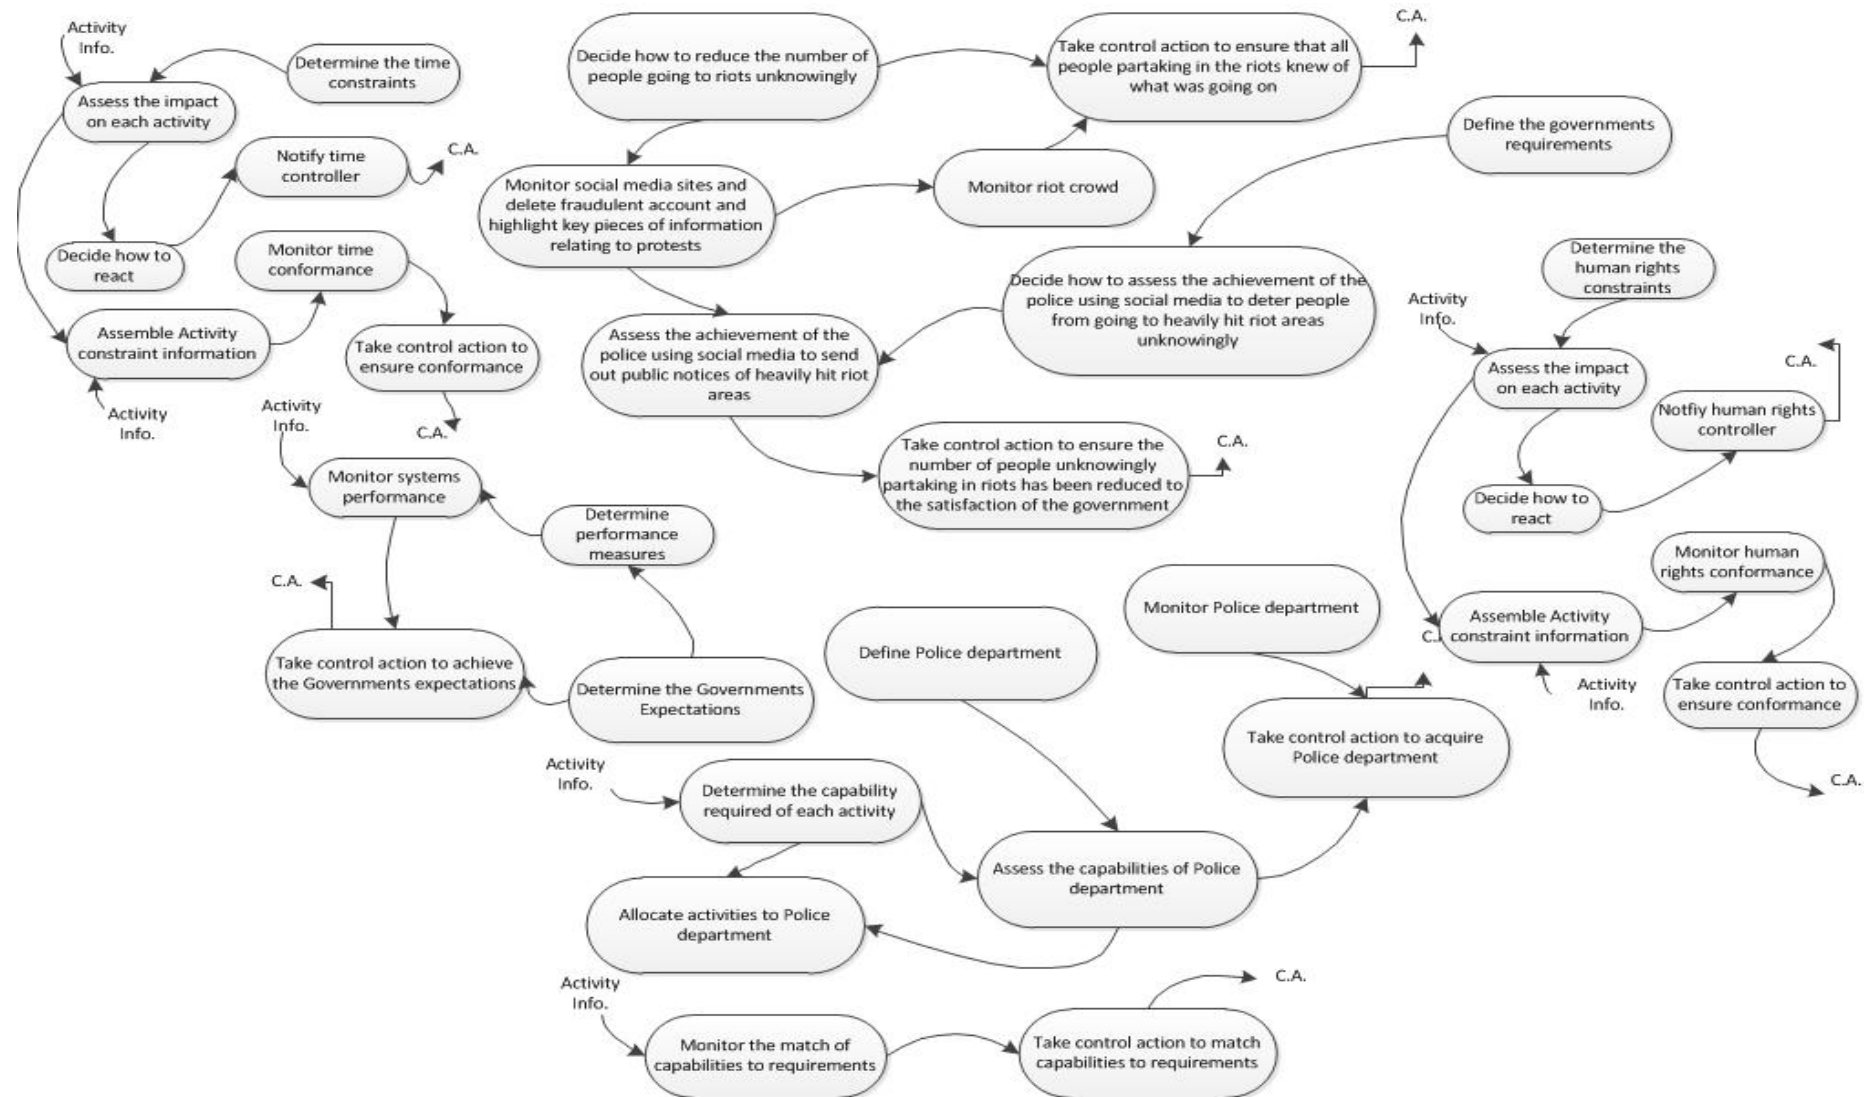 Activity
Info.
Determine the time
constraints
Assess the impact
on each activity
Notify time
controller
C.A.
Decide how to
react
Monitor time
conformance
Assemble Activity
constraint information
Take control action to
ensure conformance
Activity
Info.
C.A.
Decide how to reduce the number of
people going to riots unknowingly
Take control action to ensure that all
people partaking in the riots knew of
what was going on
C.A.
Define the governments
requirements
Monitor social media sites and
delete fraudulent account and
highlight key pieces of information
relating to protests
Monitor riot crowd
Decide how to assess the achievement of the
police using social media to deter people
from going to heavily hit riot areas
unknowingly
Assess the achievement of the
police using social media to send
out public notices of heavily hit riot
areas
Take control action to ensure the
number of people unknowingly
partaking in riots has been reduced to
the satisfaction of the government
C.A.
Determine the
human rights
constraints
Activity
Info.
Assess the impact
on each activity
C.A.
Notfiy human rights
controller
Decide how to
react
Monitor human
rights conformance
Assemble Activity
constraint information
C.
Activity
Info.
Take control action to
ensure conformance
C.A.
Activity
Info.
Monitor systems
performance
Determine
performance
measures
C.A.
Take control action to achieve
the Governments expectations
Determine the Governments
Expectations
Define Police department
Monitor Police department
Take control action to acquire
Police department
Activity
Info.
Determine the capability
required of each activity
Assess the capabilities of Police
department
Allocate activities to Police
department
Activity
Info.
Monitor the match of
capabilities to requirements
Take control action to match
capabilities to requirements
C.A.